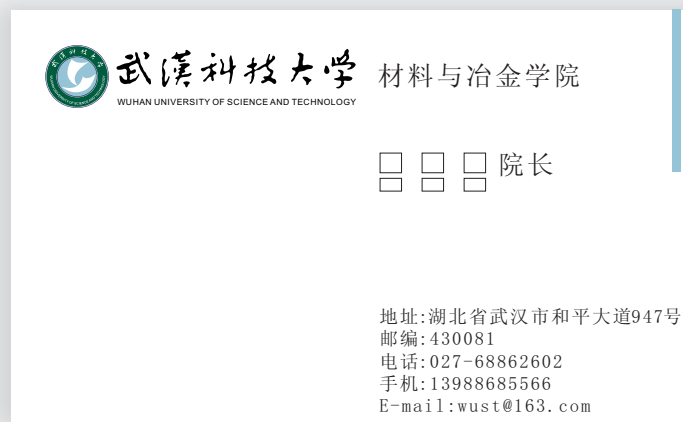 武漢科技大学
WUHAN UNIVERSITY OF SCIENCE AND TECHNOLOGY
材料与冶金学院
院长
地址:湖北省武汉市和平大道947号
邮编:430081
电话:027-68862602
手机:13988685566
E-mail:wust@163.com